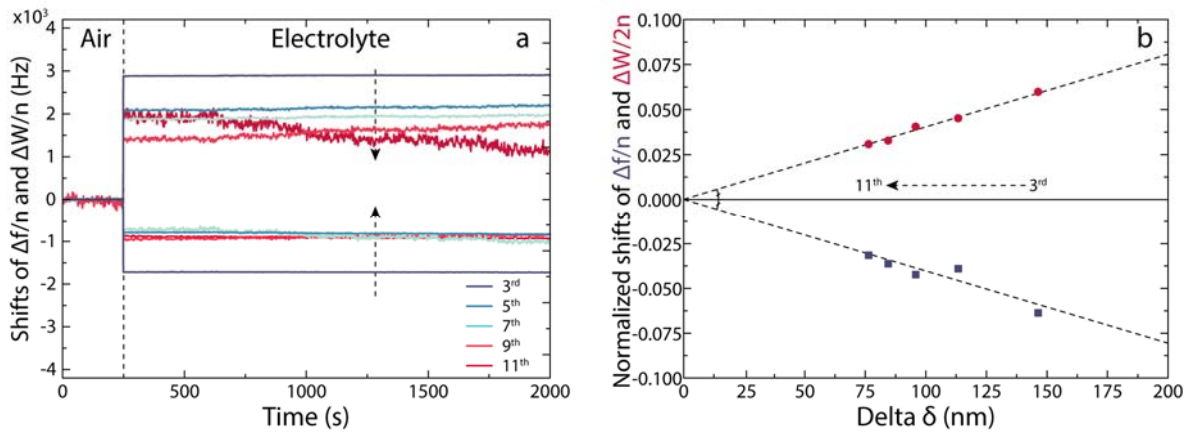 x10³
Air
Electrolyte
a
4
3
2
1
0
-1
-2
-3
-4
Shifts of Δf/n and ΔW/n (Hz)
3rd
5th
7th
9th
11th
0
500
1000
1500
2000
Time (s)
b
0.100
0.075
0.050
0.025
0.000
-0.025
-0.050
-0.075
-0.100
Normalized shifts of Δf/n and ΔW/2n
11th
3rd
0
25
50
75
100
125
150
175
200
Delta δ (nm)